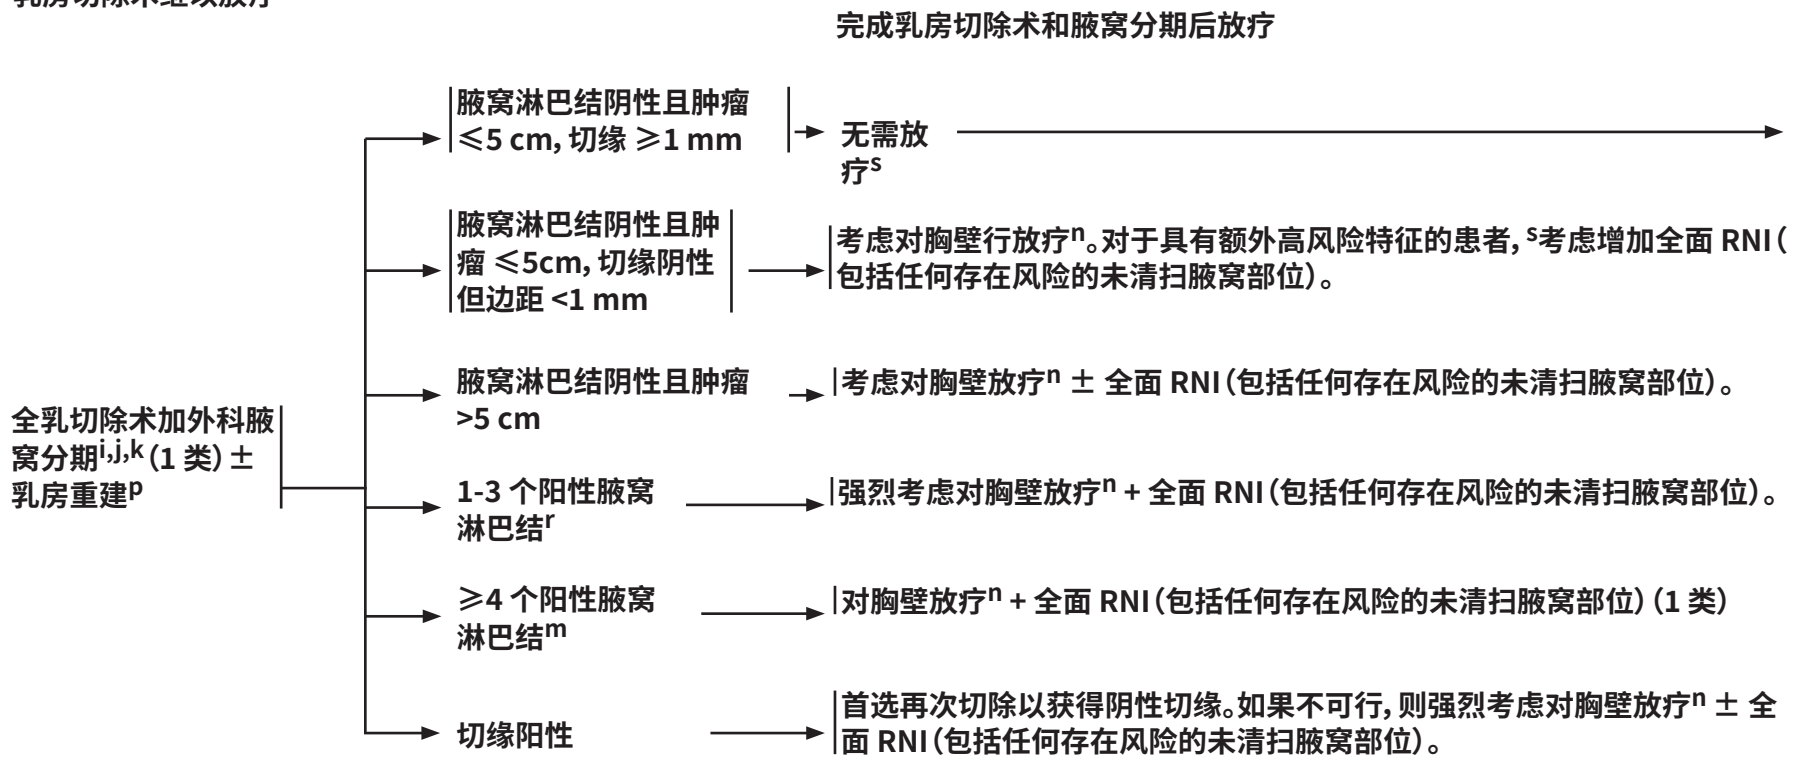 乳房切除术继以放疗
完成乳房切除术和腋窝分期后放疗
腋窝淋巴结阴性且肿瘤
≤5 cm, 切缘 ≥1 mm
无需放
疗s
腋窝淋巴结阴性且肿
瘤 ≤5cm, 切缘阴性
但边距 <1 mm
考虑对胸壁行放疗n。对于具有额外高风险特征的患者, s考虑增加全面 RNI（
包括任何存在风险的未清扫腋窝部位）。
腋窝淋巴结阴性且肿瘤
>5 cm
考虑对胸壁放疗n ± 全面 RNI（包括任何存在风险的未清扫腋窝部位）。
全乳切除术加外科腋
窝分期i,j,k（1 类）±
乳房重建p
1-3 个阳性腋窝
淋巴结r
强烈考虑对胸壁放疗n + 全面 RNI（包括任何存在风险的未清扫腋窝部位）。
≥4 个阳性腋窝
淋巴结m
对胸壁放疗n + 全面 RNI（包括任何存在风险的未清扫腋窝部位）（1 类）
切缘阳性
首选再次切除以获得阴性切缘。如果不可行, 则强烈考虑对胸壁放疗n ± 全
面 RNI（包括任何存在风险的未清扫腋窝部位）。